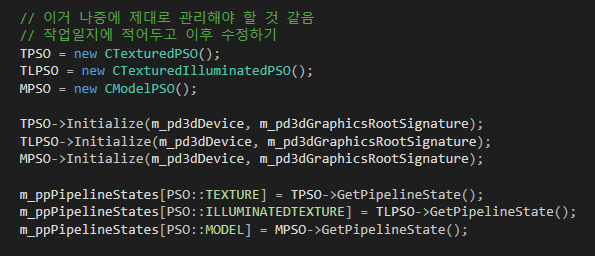 // 이거 나중에 제대로 관리해야 할 것 같음
// 작업일지에 적어두고 이후 수정하기
TPSO = new CTexturedPSO();
TLPSO = new CTexturedIlluminatedPSO();
MPSO = new CModelPSO();
TPSO->Initialize(m_pd3dDevice, m_pd3dGraphicsRootSignature);
TLPSO->Initialize(m_pd3dDevice, m_pd3dGraphicsRootSignature);
MPSO->Initialize(m_pd3dDevice, m_pd3dGraphicsRootSignature);
m_ppPipelineStates[PSO::TEXTURE] = TPSO->GetPipelineState();
m_ppPipelineStates[PSO::ILLUMINATEDTEXTURE] = TLPSO->GetPipelineState();
m_ppPipelineStates[PSO::MODEL] = MPSO->GetPipelineState();